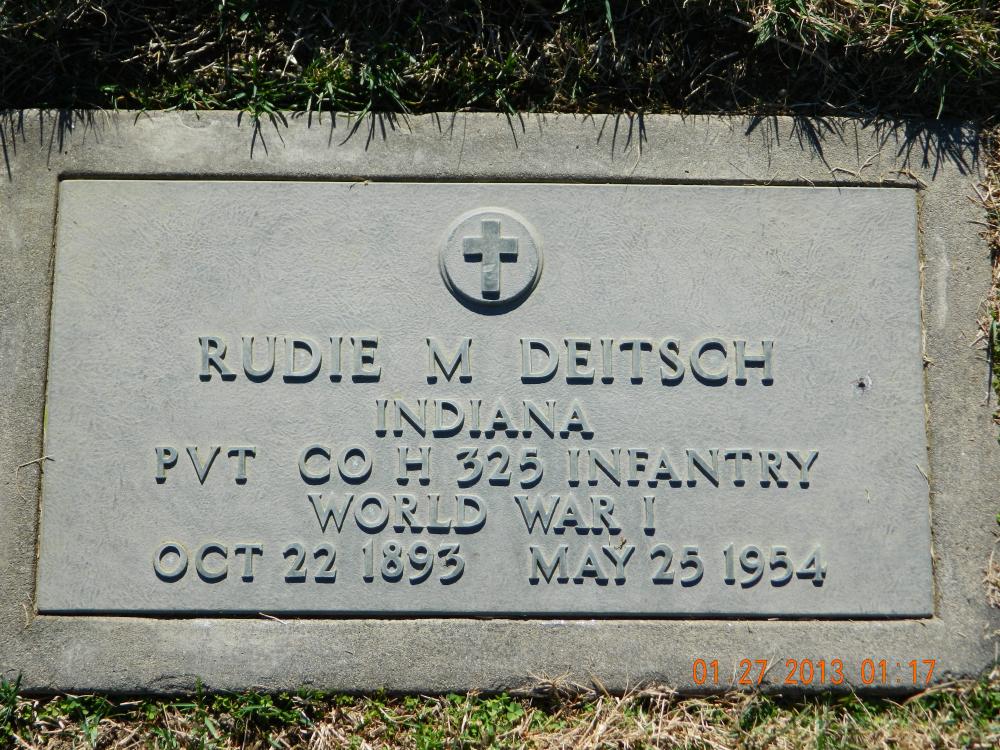 RUDIE M DEITSCH
INDIANA
PVT CO H 325 INFANTRY
WORLD WAR I
OCT 22 1893 MAY 25 1954
01 27 2013 01:17